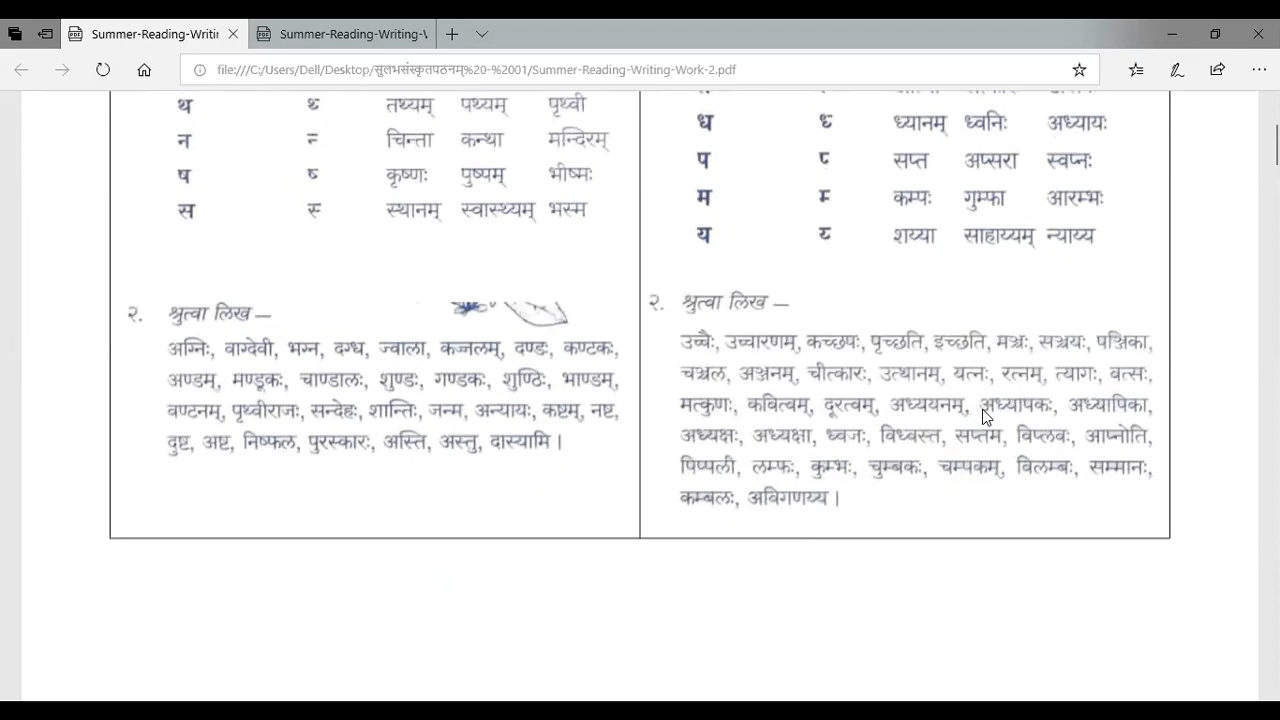 Summer-Reading-Writi
Summer-Reading-Writing-V
file:///C:/Users/Dell/Desktop/सुलभसंस्कृतपठनम्%20-%2001/Summer-Reading-Writing-Work-2.pdf
थ थ् तथ्यम् पथ्यम् पृथ्वी
न न् चिन्ता कन्था मन्दिरम्
ष ष् कृष्णः पुष्पम् भीष्मः
स स् स्थानम् स्वास्थ्यम् भस्म
२. श्रुत्वा लिख —
अग्निः, वाग्देवी, भग्न, दग्ध, ज्वाला, कज्जलम्, दण्डः, कण्टकः,
अण्डम्, मण्डूकः, चाण्डालः, शुण्डः, गण्डकः, शुण्ठिः, भाण्डम्,
वण्टनम्, पृथ्वीराजः, सन्देहः, शान्तिः, जन्म, अन्यायः, कष्टम्, नष्ट,
दुष्ट, अष्ट, निष्फल, पुरस्कारः, अस्ति, अस्तु, दास्यामि ।
ध ध् ध्यानम् ध्वनिः अध्यायः
प प् सप्त अप्सरा स्वप्नः
म म् कम्पः गुम्फा आरम्भः
य य् शय्या साहाय्यम् न्याय्य
२. श्रुत्वा लिख —
उच्चैः, उच्चारणम्, कच्छपः, पृच्छति, इच्छति, मञ्चः, सञ्चयः, पञ्जिका,
चञ्चल, अञ्जनम्, चीत्कारः, उत्थानम्, यत्नः, रत्नम्, त्यागः, वत्सः,
मत्कुणः, कवित्वम्, दूरत्वम्, अध्ययनम्, अध्यापकः, अध्यापिका,
अध्यक्षः, अध्यक्षा, ध्वजः, विध्वस्त, सप्तम, विप्लवः, आप्नोति,
पिप्पली, लम्फः, कुम्भः, चुम्बकः, चम्पकम्, विलम्बः, सम्मानः,
कम्बलः, अविगणय्य ।